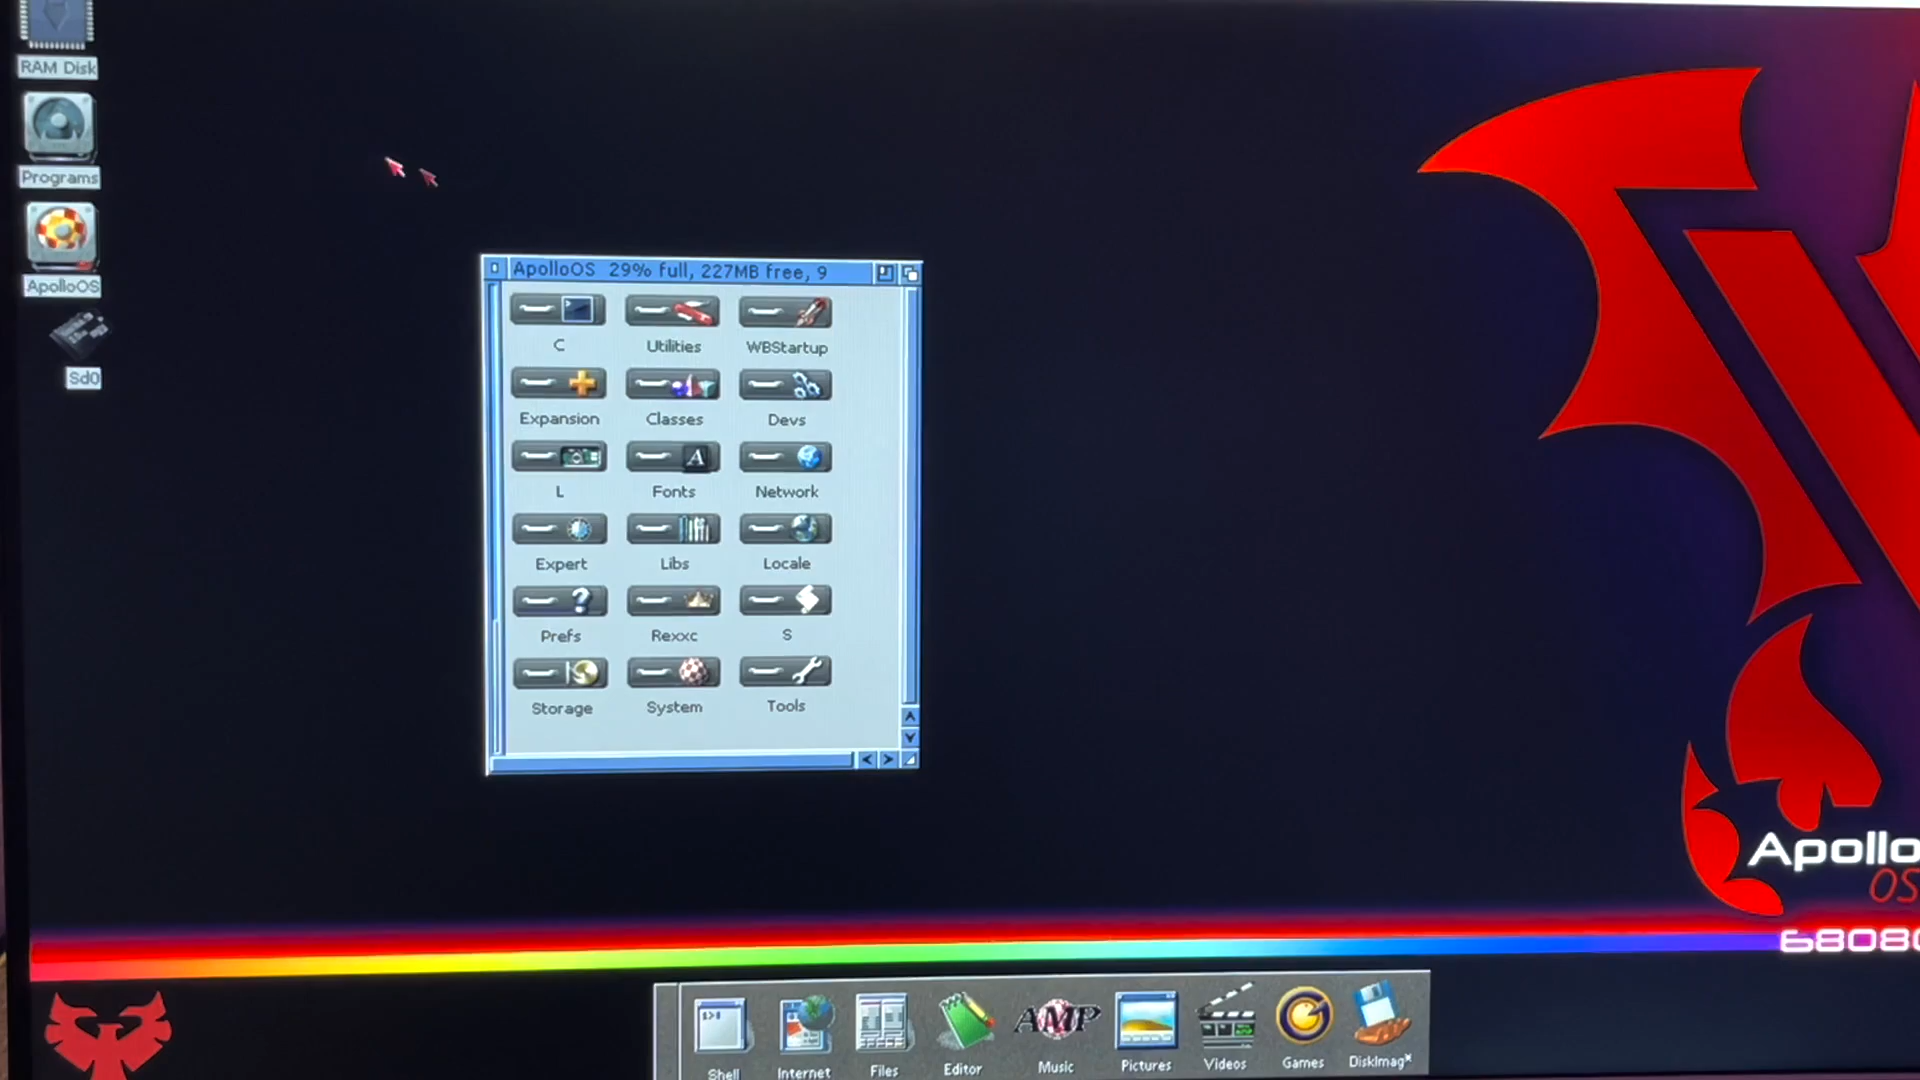 RAM Disk
Programs
ApolloOS
Sd0
ApolloOS 29% full, 227MB free, 9
C
Utilities
WBStartup
Expansion
Classes
Devs
L
Fonts
Network
Expert
Libs
Locale
Prefs
Rexxc
S
Storage
System
Tools
Apollo
OS
68080
AMP
Shell
Internet
Files
Editor
Music
Pictures
Videos
Games
DiskImag*